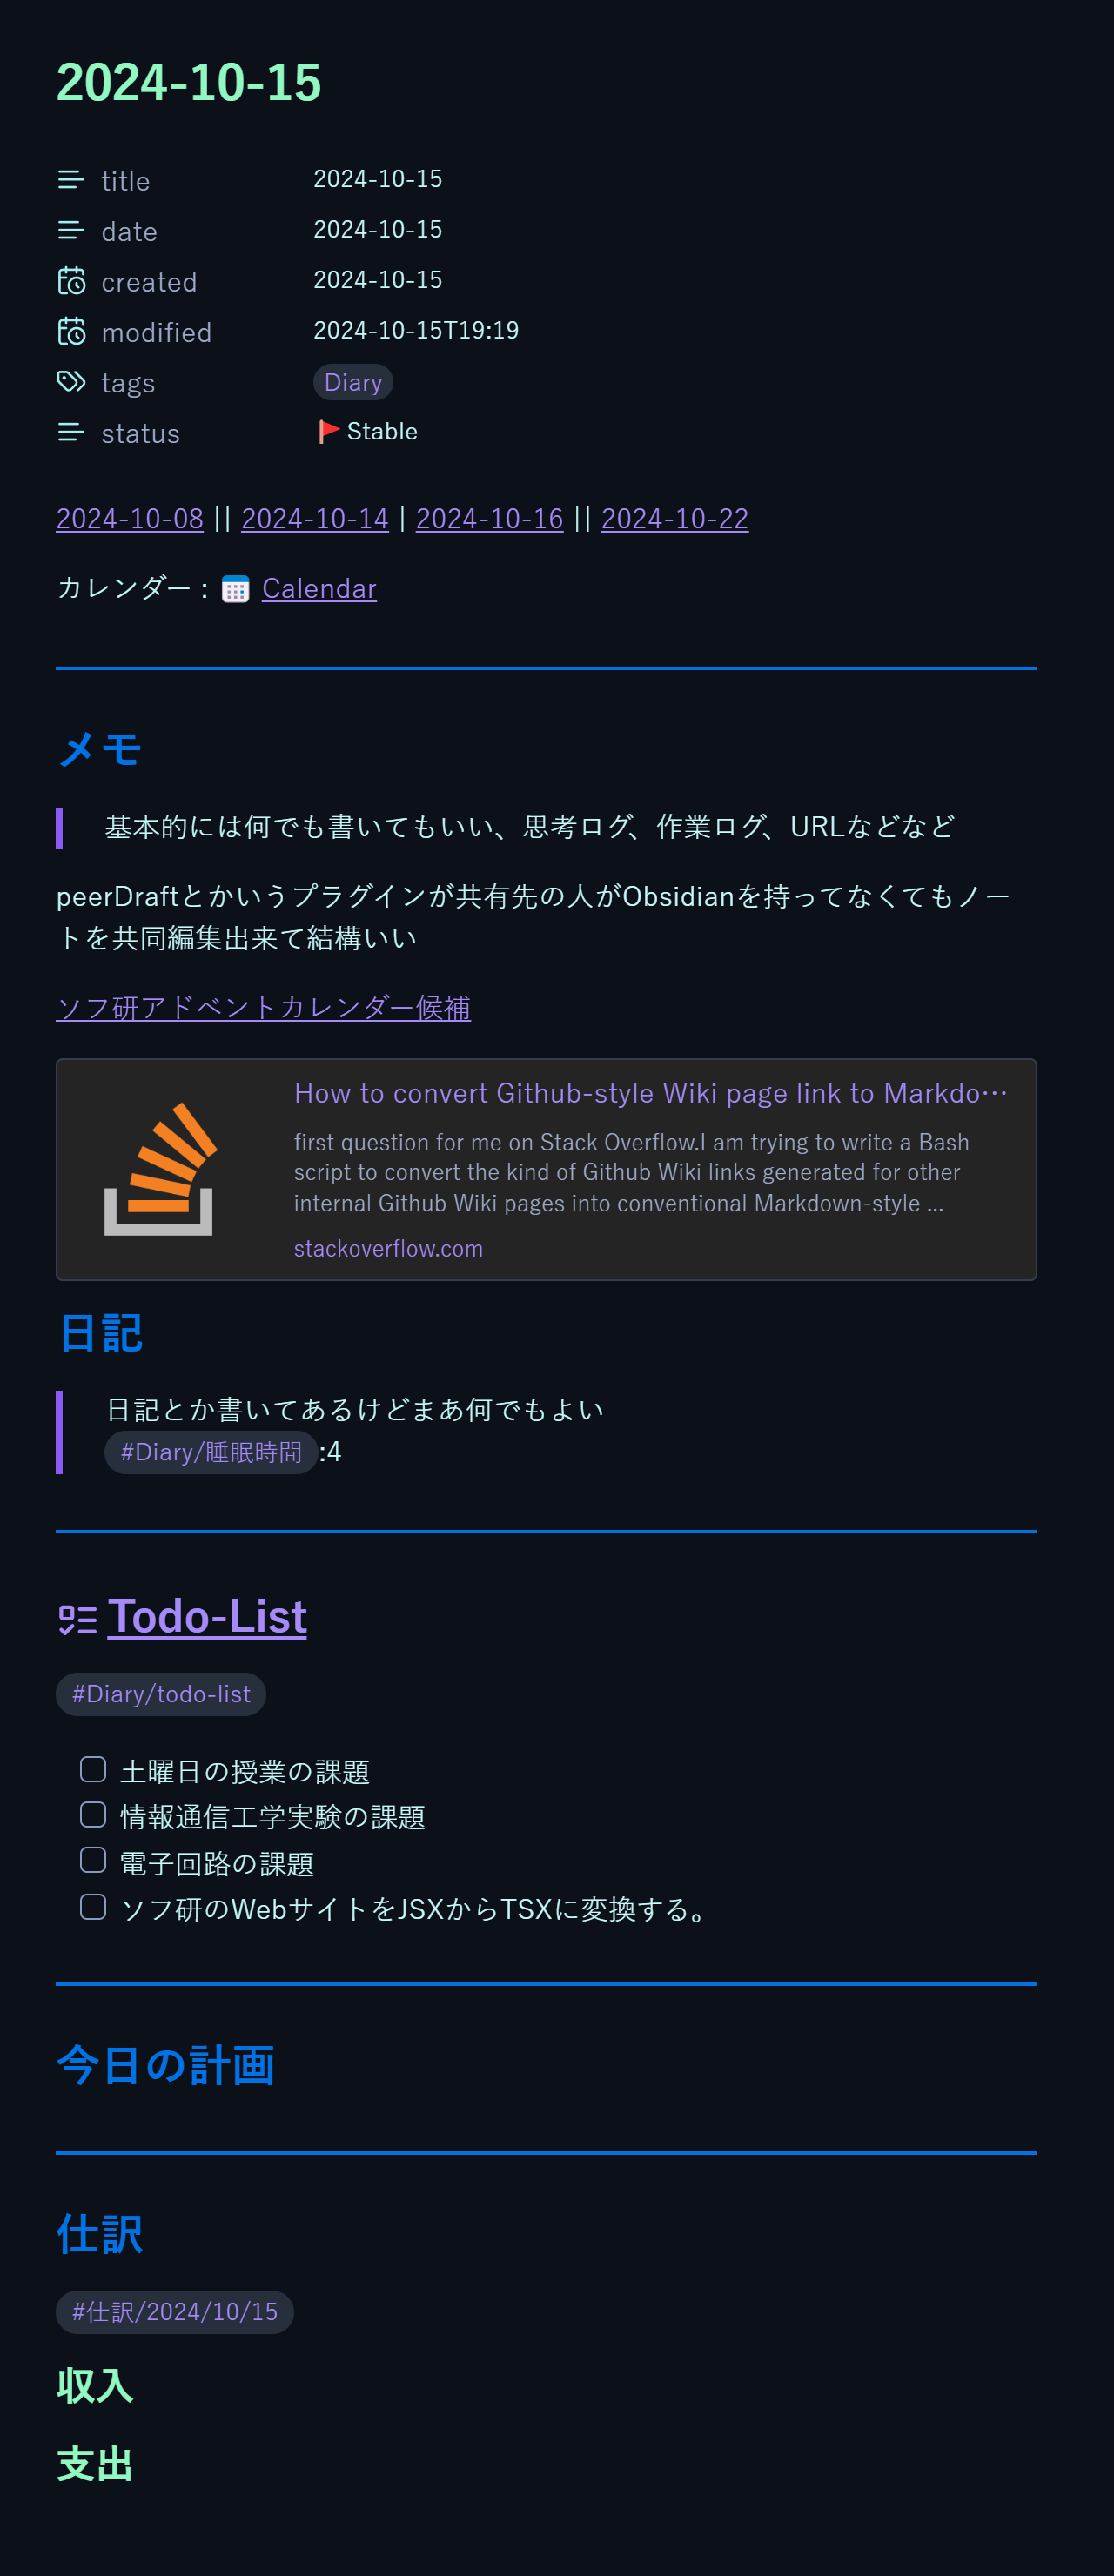 2024-10-15
title 2024-10-15
date 2024-10-15
created 2024-10-15
modified 2024-10-15T19:19
tags Diary
status 🚩Stable
2024-10-08 || 2024-10-14 | 2024-10-16 || 2024-10-22
カレンダー : 🗓️ Calendar
メモ
基本的には何でも書いてもいい、思考ログ、作業ログ、URLなどなど
peerDraftとかいうプラグインが共有先の人がObsidianを持ってなくてもノー
トを共同編集出来て結構いい
ソフ研アドベントカレンダー候補
How to convert Github-style Wiki page link to Markdo…
first question for me on Stack Overflow.I am trying to write a Bash
script to convert the kind of Github Wiki links generated for other
internal Github Wiki pages into conventional Markdown-style ...
stackoverflow.com
日記
日記とか書いてあるけどまあ何でもよい
#Diary/睡眠時間:4
Todo-List
#Diary/todo-list
土曜日の授業の課題
情報通信工学実験の課題
電子回路の課題
ソフ研のWebサイトをJSXからTSXに変換する。
今日の計画
仕訳
#仕訳/2024/10/15
収入
支出